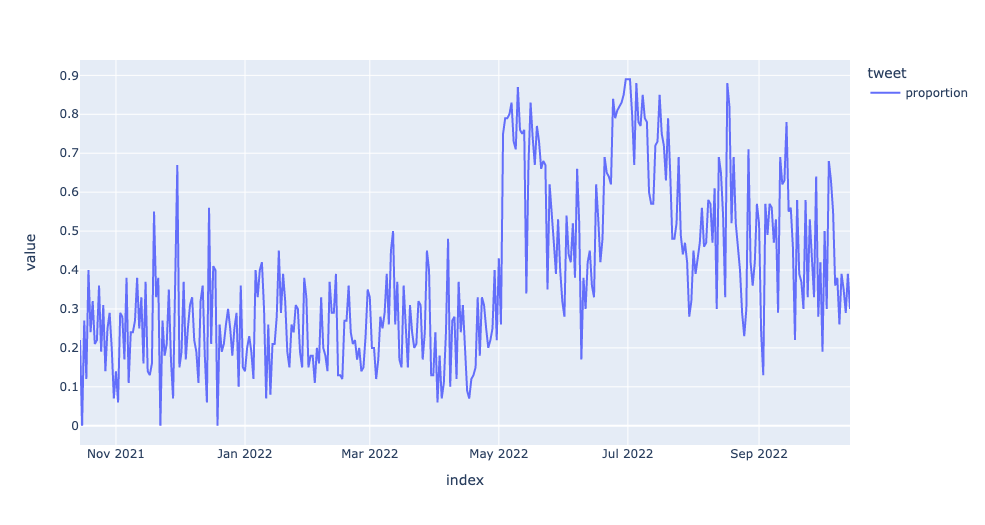 tweet
proportion
value
0.9
0.8
0.7
0.6
0.5
0.4
0.3
0.2
0.1
0
Nov 2021
Jan 2022
Mar 2022
May 2022
Jul 2022
Sep 2022
index